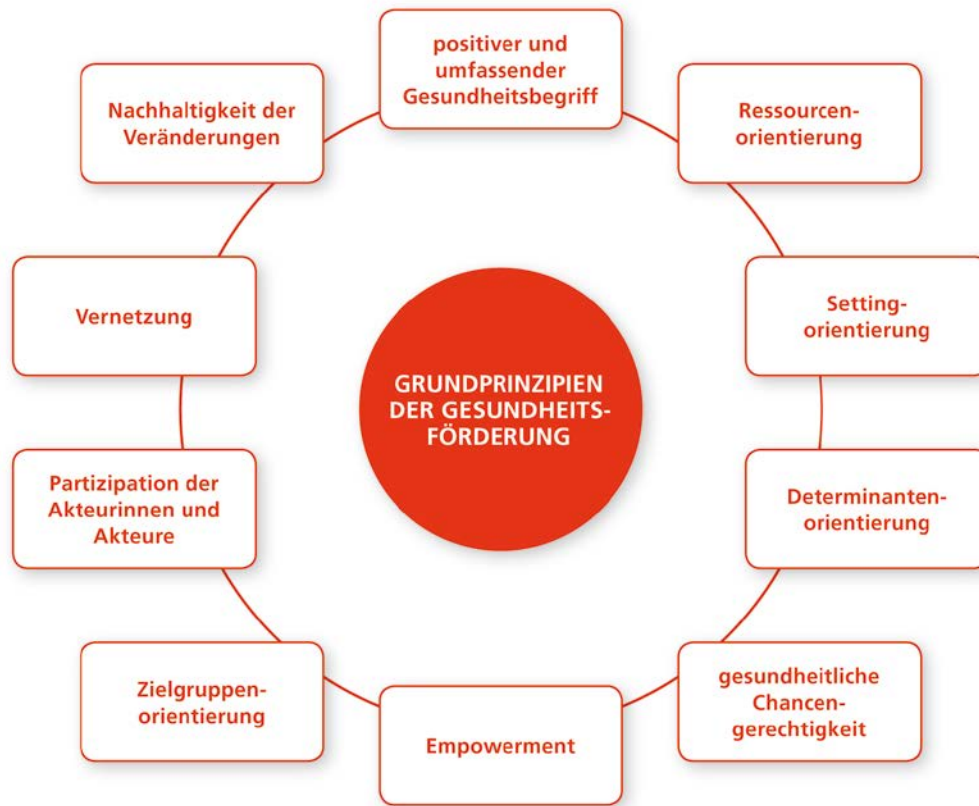 positiver und
umfassender
Gesundheitsbegriff
Ressourcen-
orientierung
Setting-
orientierung
Determinanten-
orientierung
gesundheitliche
Chancen-
gerechtigkeit
Empowerment
Zielgruppen-
orientierung
Partizipation der
Akteurinnen und
Akteure
Vernetzung
Nachhaltigkeit der
Veränderungen
GRUNDPRINZIPIEN
DER GESUNDHEITS-
FÖRDERUNG